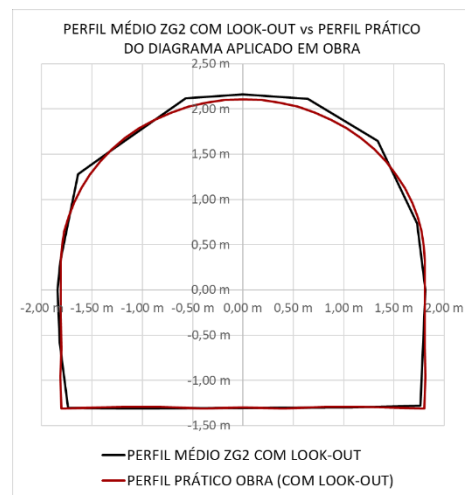 PERFIL MÉDIO ZG2 COM LOOK-OUT vs PERFIL PRÁTICO
DO DIAGRAMA APLICADO EM OBRA
2,50 m
2,00 m
1,50 m
1,00 m
0,50 m
0,00 m
-2,00 m -1,50 m -1,00 m -0,50 m 0,00 m 0,50 m 1,00 m 1,50 m 2,00 m
-0,50 m
-1,00 m
-1,50 m
PERFIL MÉDIO ZG2 COM LOOK-OUT
PERFIL PRÁTICO OBRA (COM LOOK-OUT)